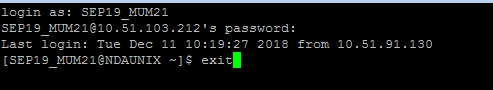 login as: SEP19_MUM21
SEP19_MUM21@10.51.103.212's password:
Last login: Tue Dec 11 10:19:27 2018 from 10.51.91.130
[SEP19_MUM21@NDAUNIX ~]$ exit